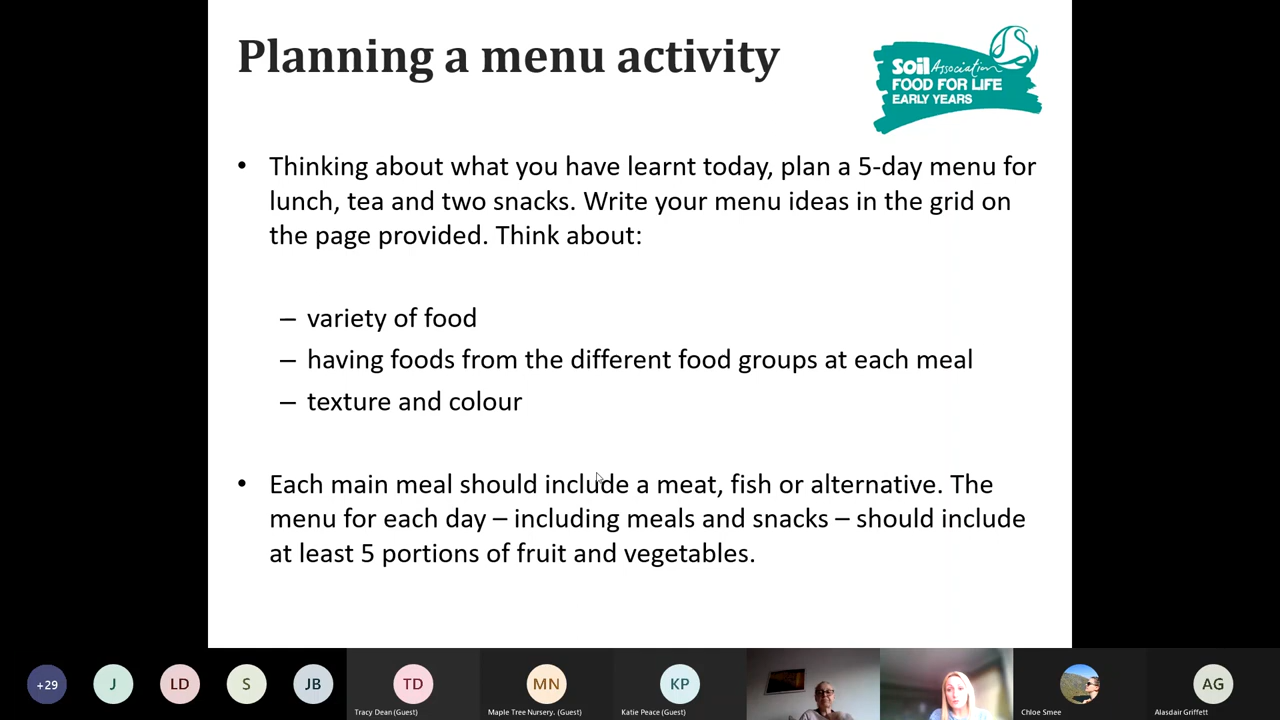 Planning a menu activity
Soil Association
FOOD FOR LIFE
EARLY YEARS
• Thinking about what you have learnt today, plan a 5-day menu for
lunch, tea and two snacks. Write your menu ideas in the grid on
the page provided. Think about:
– variety of food
– having foods from the different food groups at each meal
– texture and colour
• Each main meal should include a meat, fish or alternative. The
menu for each day – including meals and snacks – should include
at least 5 portions of fruit and vegetables.
+29 J LD S JB TD MN KP AG
Tracy Dean (Guest) Maple Tree Nursery. (Guest) Katie Peace (Guest) Chloe Smee Alasdair Griffett